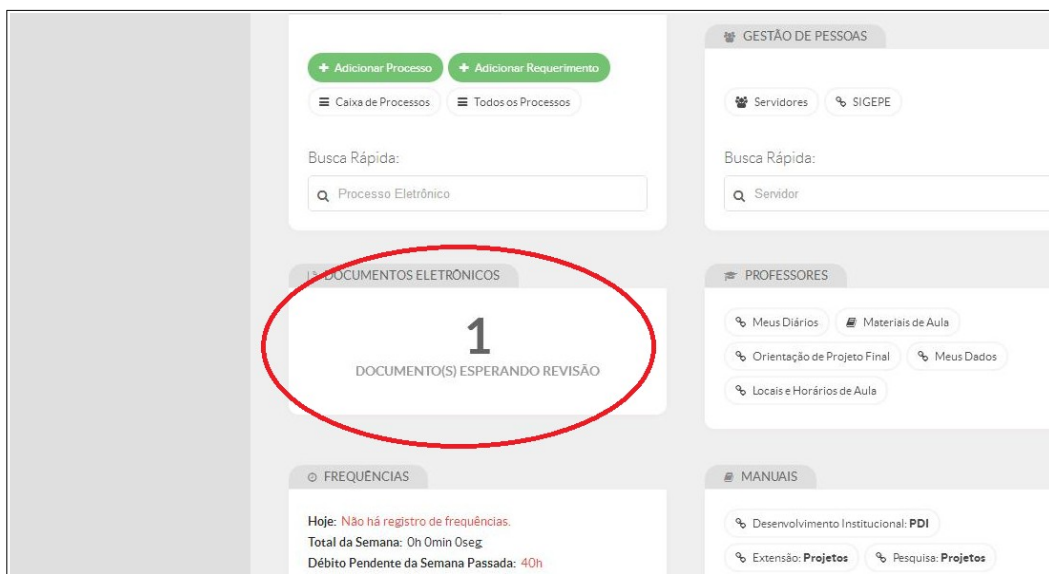 + Adicionar Processo + Adicionar Requerimento
Caixa de Processos Todos os Processos
Busca Rápida:
Processo Eletrônico
GESTÃO DE PESSOAS
Servidores SIGEPE
Busca Rápida:
Servidor
DOCUMENTOS ELETRÔNICOS
1
DOCUMENTO(S) ESPERANDO REVISÃO
PROFESSORES
Meus Diários Materiais de Aula
Orientação de Projeto Final Meus Dados
Locais e Horários de Aula
FREQUÊNCIAS
Hoje: Não há registro de frequências.
Total da Semana: 0h 0min 0seg
Débito Pendente da Semana Passada: 40h
MANUAIS
Desenvolvimento Institucional: PDI
Extensão: Projetos Pesquisa: Projetos